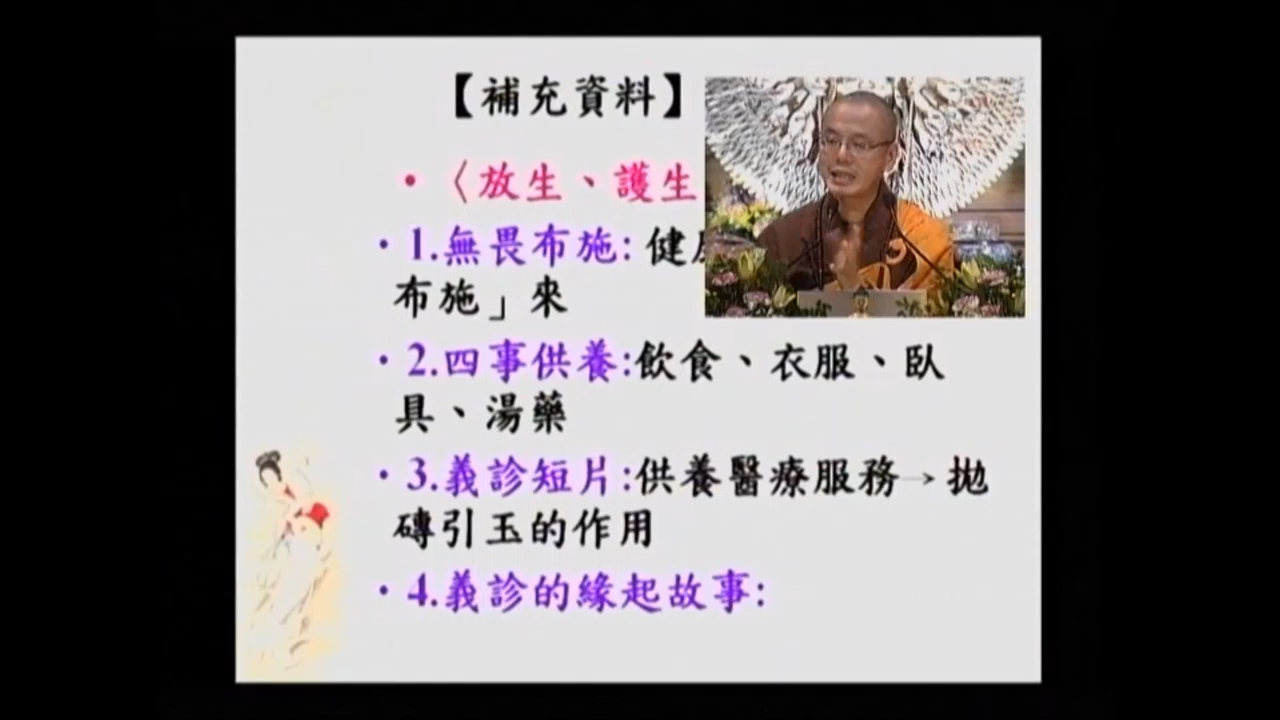 【補充資料】
•〈放生、護生
• 1.無畏布施: 健
布施」來
• 2.四事供養:飲食、衣服、臥
具、湯藥
• 3.義診短片:供養醫療服務→拋
磚引玉的作用
• 4.義診的緣起故事: